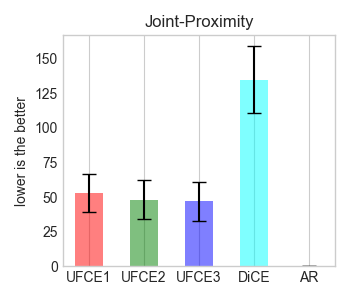 Joint-Proximity
lower is the better
150
125
100
75
50
25
0
UFCE1 UFCE2 UFCE3 DiCE AR